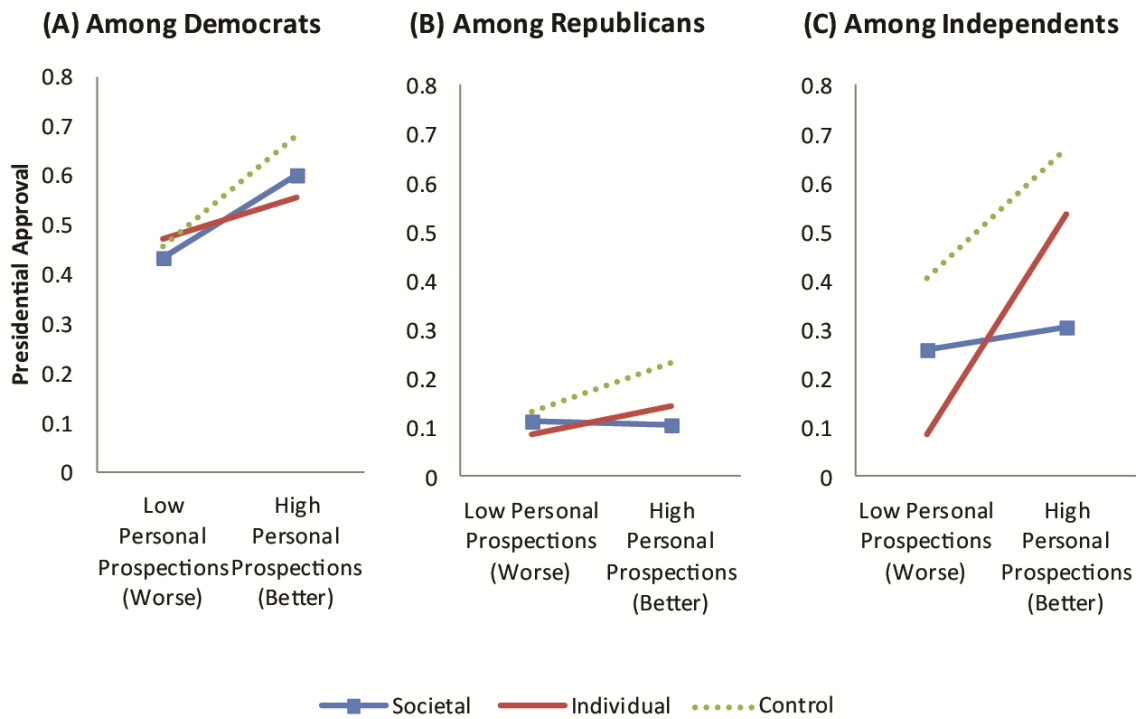 (A) Among Democrats
(B) Among Republicans
(C) Among Independents
Presidential Approval
0.8
0.7
0.6
0.5
0.4
0.3
0.2
0.1
0
Low
Personal
Prospections
(Worse)
High
Personal
Prospections
(Better)
0.8
0.7
0.6
0.5
0.4
0.3
0.2
0.1
0
Low Personal
Prospections
(Worse)
High
Personal
Prospections
(Better)
0.8
0.7
0.6
0.5
0.4
0.3
0.2
0.1
0
Low Personal
Prospections
(Worse)
High
Personal
Prospections
(Better)
Societal
Individual
Control